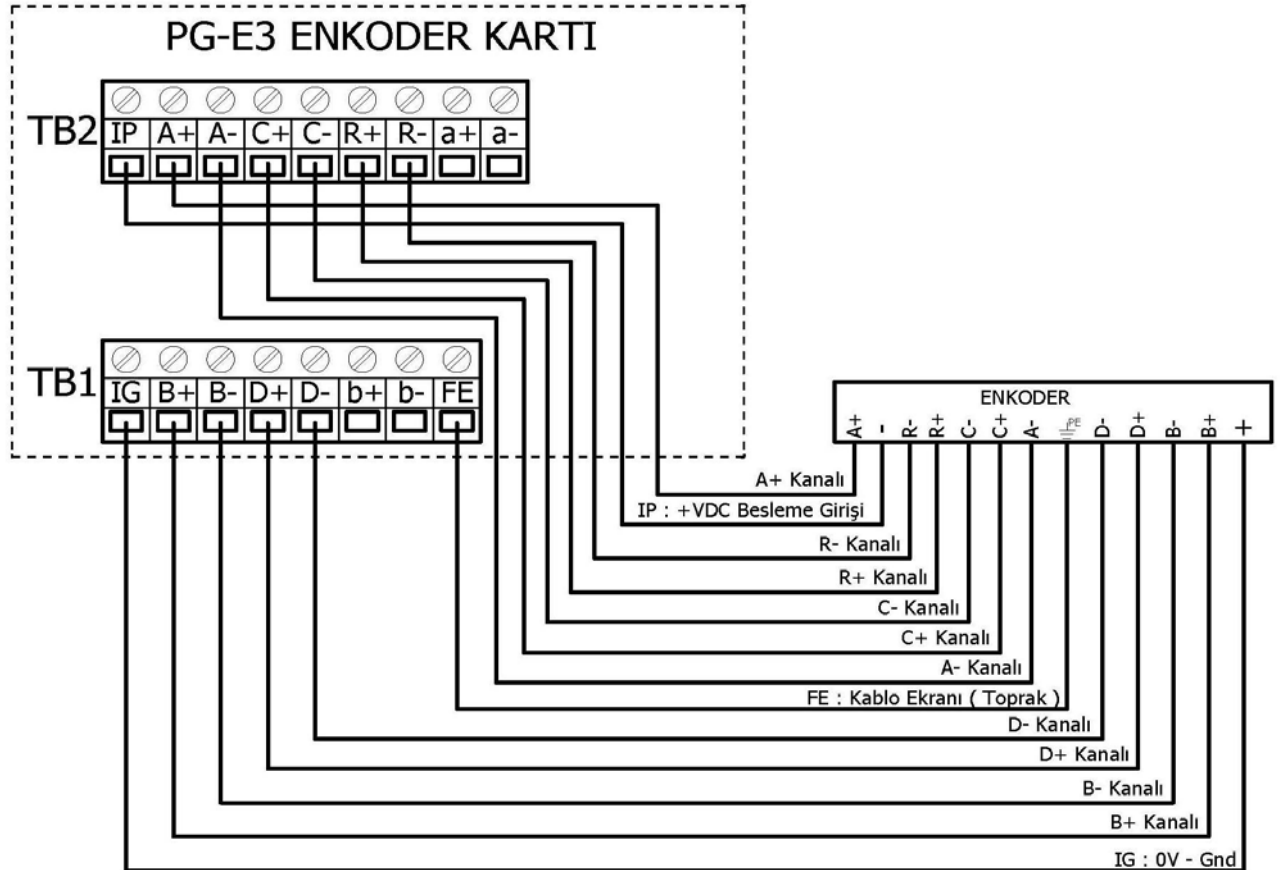 PG-E3 ENKODER KARTI
TB2
IP A+ A- C+ C- R+ R- a+ a-
TB1
IG B+ B- D+ D- b+ b- FE
ENKODER
A+ - R- R+ C- C+ A- PE D- D+ B- B+ +
A+ Kanalı
IP : +VDC Besleme Girişi
R- Kanalı
R+ Kanalı
C- Kanalı
C+ Kanalı
A- Kanalı
FE : Kablo Ekranı ( Toprak )
D- Kanalı
D+ Kanalı
B- Kanalı
B+ Kanalı
IG : 0V - Gnd